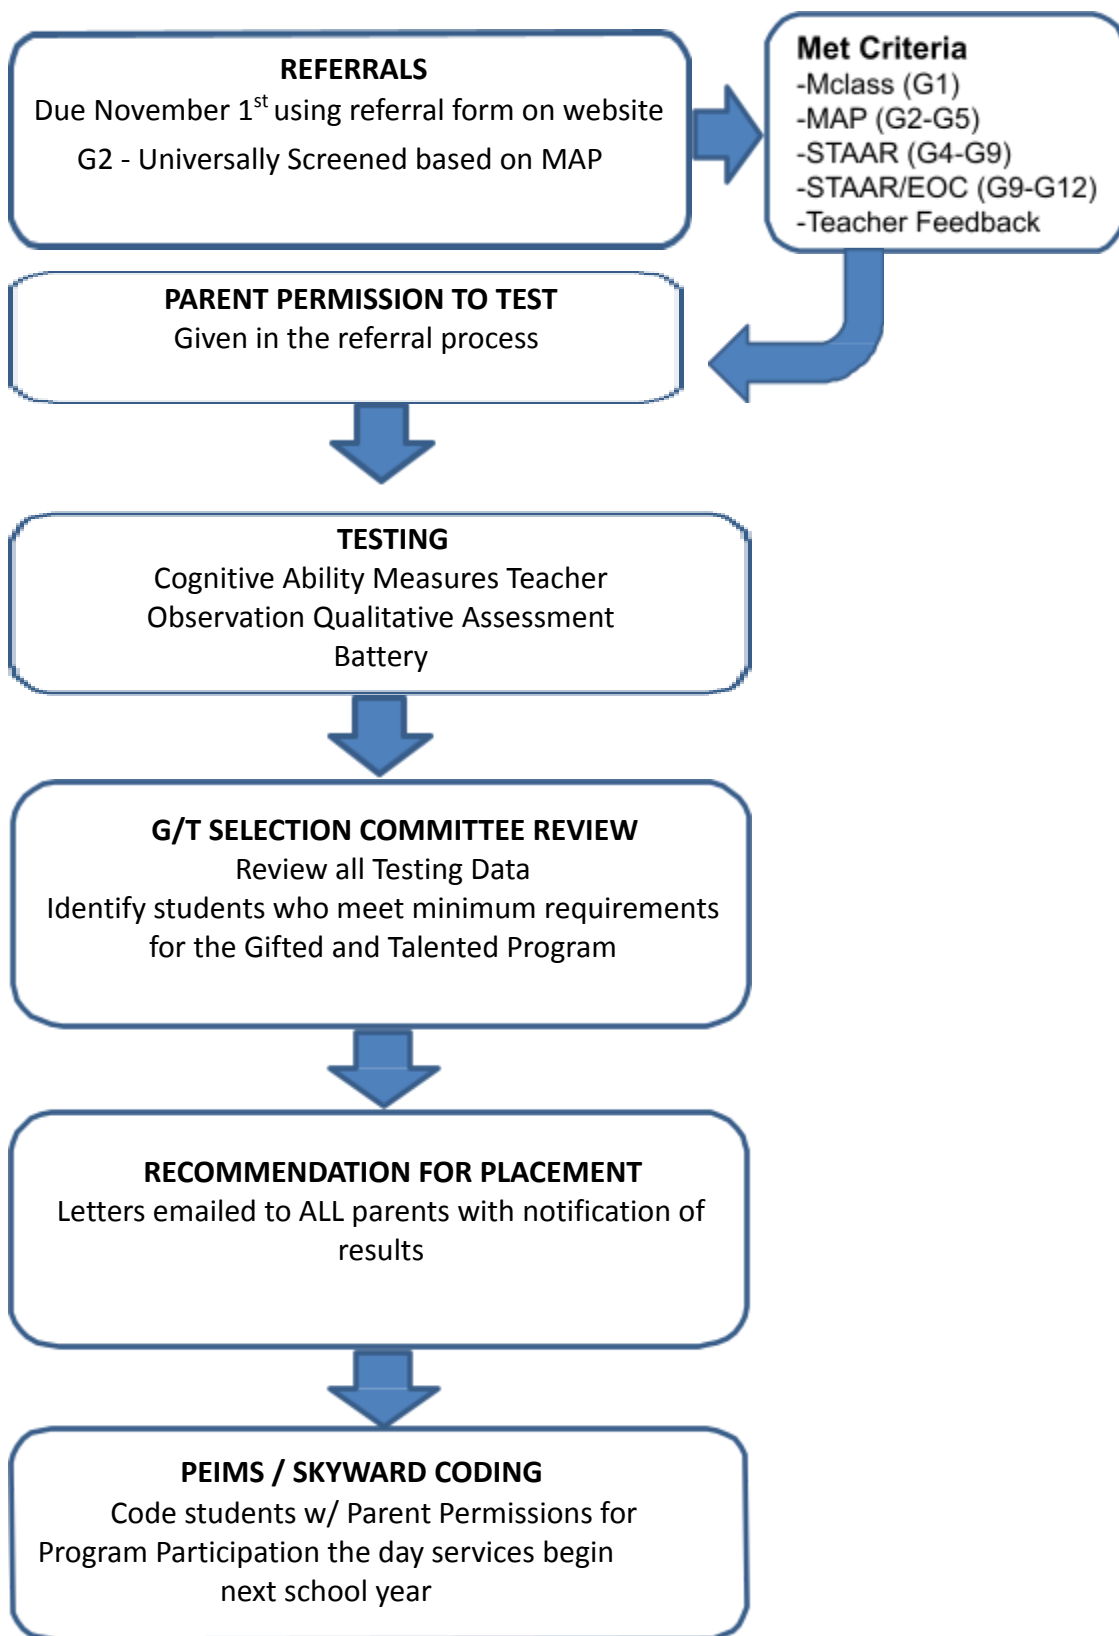 REFERRALS
Due November 1st using referral form on website
G2 - Universally Screened based on MAP
Met Criteria
-Mclass (G1)
-MAP (G2-G5)
-STAAR (G4-G9)
-STAAR/EOC (G9-G12)
-Teacher Feedback
PARENT PERMISSION TO TEST
Given in the referral process
TESTING
Cognitive Ability Measures Teacher
Observation Qualitative Assessment
Battery
G/T SELECTION COMMITTEE REVIEW
Review all Testing Data
Identify students who meet minimum requirements
for the Gifted and Talented Program
RECOMMENDATION FOR PLACEMENT
Letters emailed to ALL parents with notification of
results
PEIMS / SKYWARD CODING
Code students w/ Parent Permissions for
Program Participation the day services begin
next school year